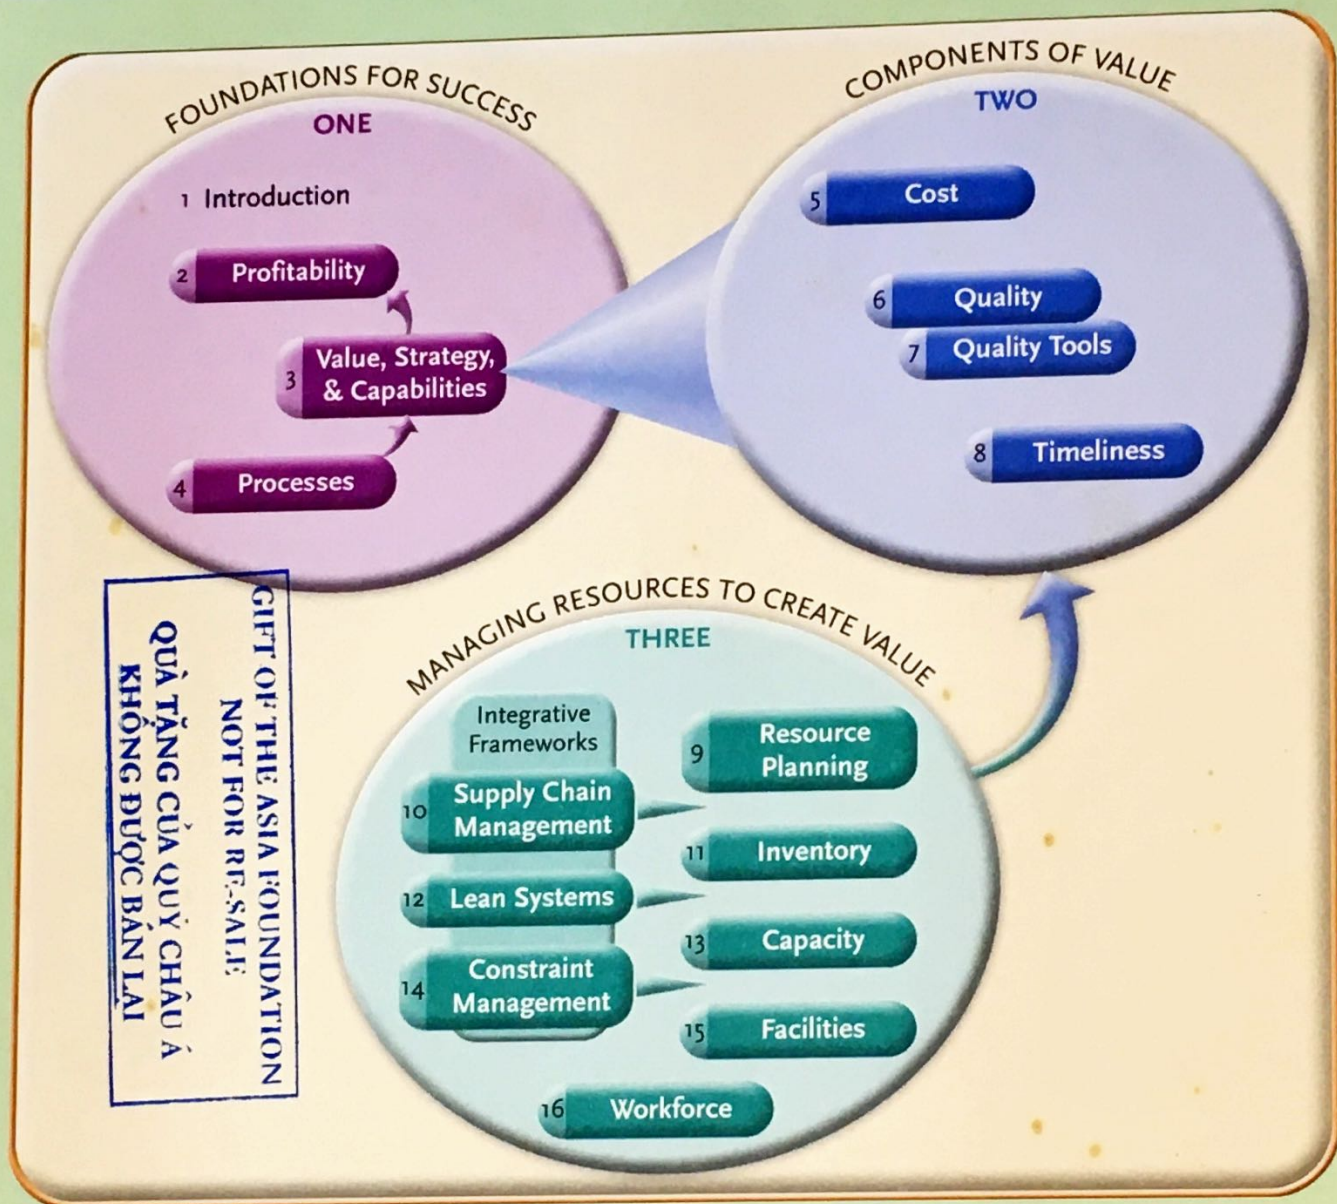 FOUNDATIONS FOR SUCCESS
ONE
1 Introduction
2 Profitability
3 Value, Strategy,
& Capabilities
4 Processes
COMPONENTS OF VALUE
TWO
5 Cost
6 Quality
7 Quality Tools
8 Timeliness
MANAGING RESOURCES TO CREATE VALUE
THREE
Integrative
Frameworks
9 Resource
Planning
10 Supply Chain
Management
11 Inventory
12 Lean Systems
13 Capacity
14 Constraint
Management
15 Facilities
16 Workforce
GIFT OF THE ASIA FOUNDATION
NOT FOR RE-SALE
QUÀ TẶNG CỦA QUỸ CHÂU Á
KHÔNG ĐƯỢC BÁN LẠI